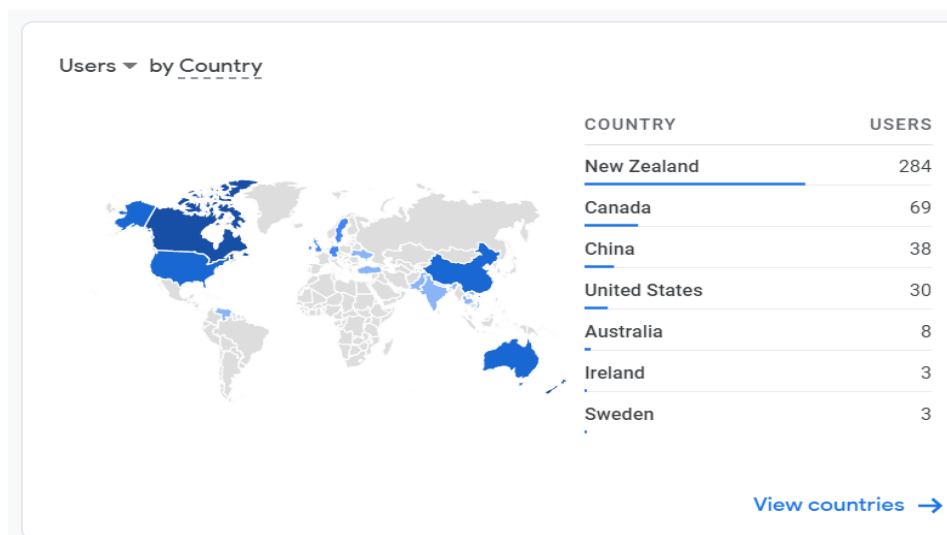 Users by Country
COUNTRY USERS
New Zealand 284
Canada 69
China 38
United States 30
Australia 8
Ireland 3
Sweden 3
View countries →